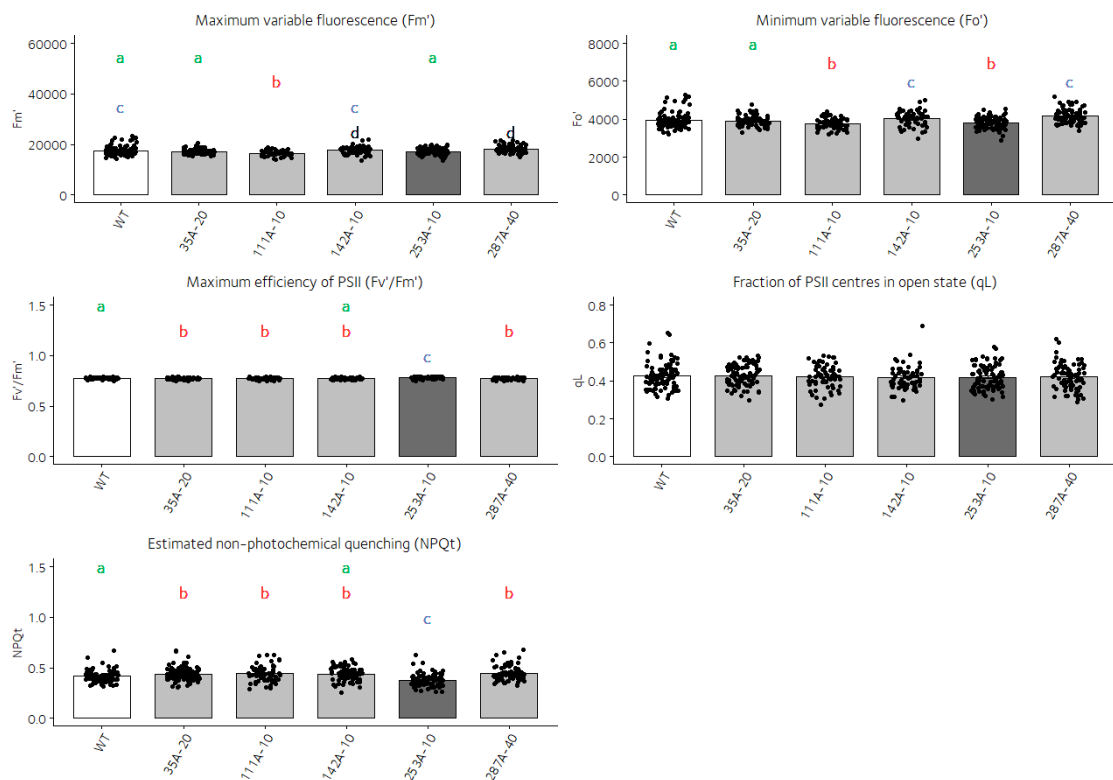 Maximum variable fluorescence (Fm')
60000
40000
20000
0
Fm'
a a a
b
c c
d d
WT 35A-20 111A-10 142A-10 253A-10 287A-40
Minimum variable fluorescence (Fo')
8000
6000
4000
2000
0
Fo'
a a
b b
c c
WT 35A-20 111A-10 142A-10 253A-10 287A-40
Maximum efficiency of PSII (Fv'/Fm')
1.5
1.0
0.5
0.0
Fv'/Fm'
a a
b b b b
c
WT 35A-20 111A-10 142A-10 253A-10 287A-40
Fraction of PSII centres in open state (qL)
0.8
0.6
0.4
0.2
0.0
qL
WT 35A-20 111A-10 142A-10 253A-10 287A-40
Estimated non-photochemical quenching (NPQt)
1.5
1.0
0.5
0.0
NPQt
a a
b b b b
c
WT 35A-20 111A-10 142A-10 253A-10 287A-40